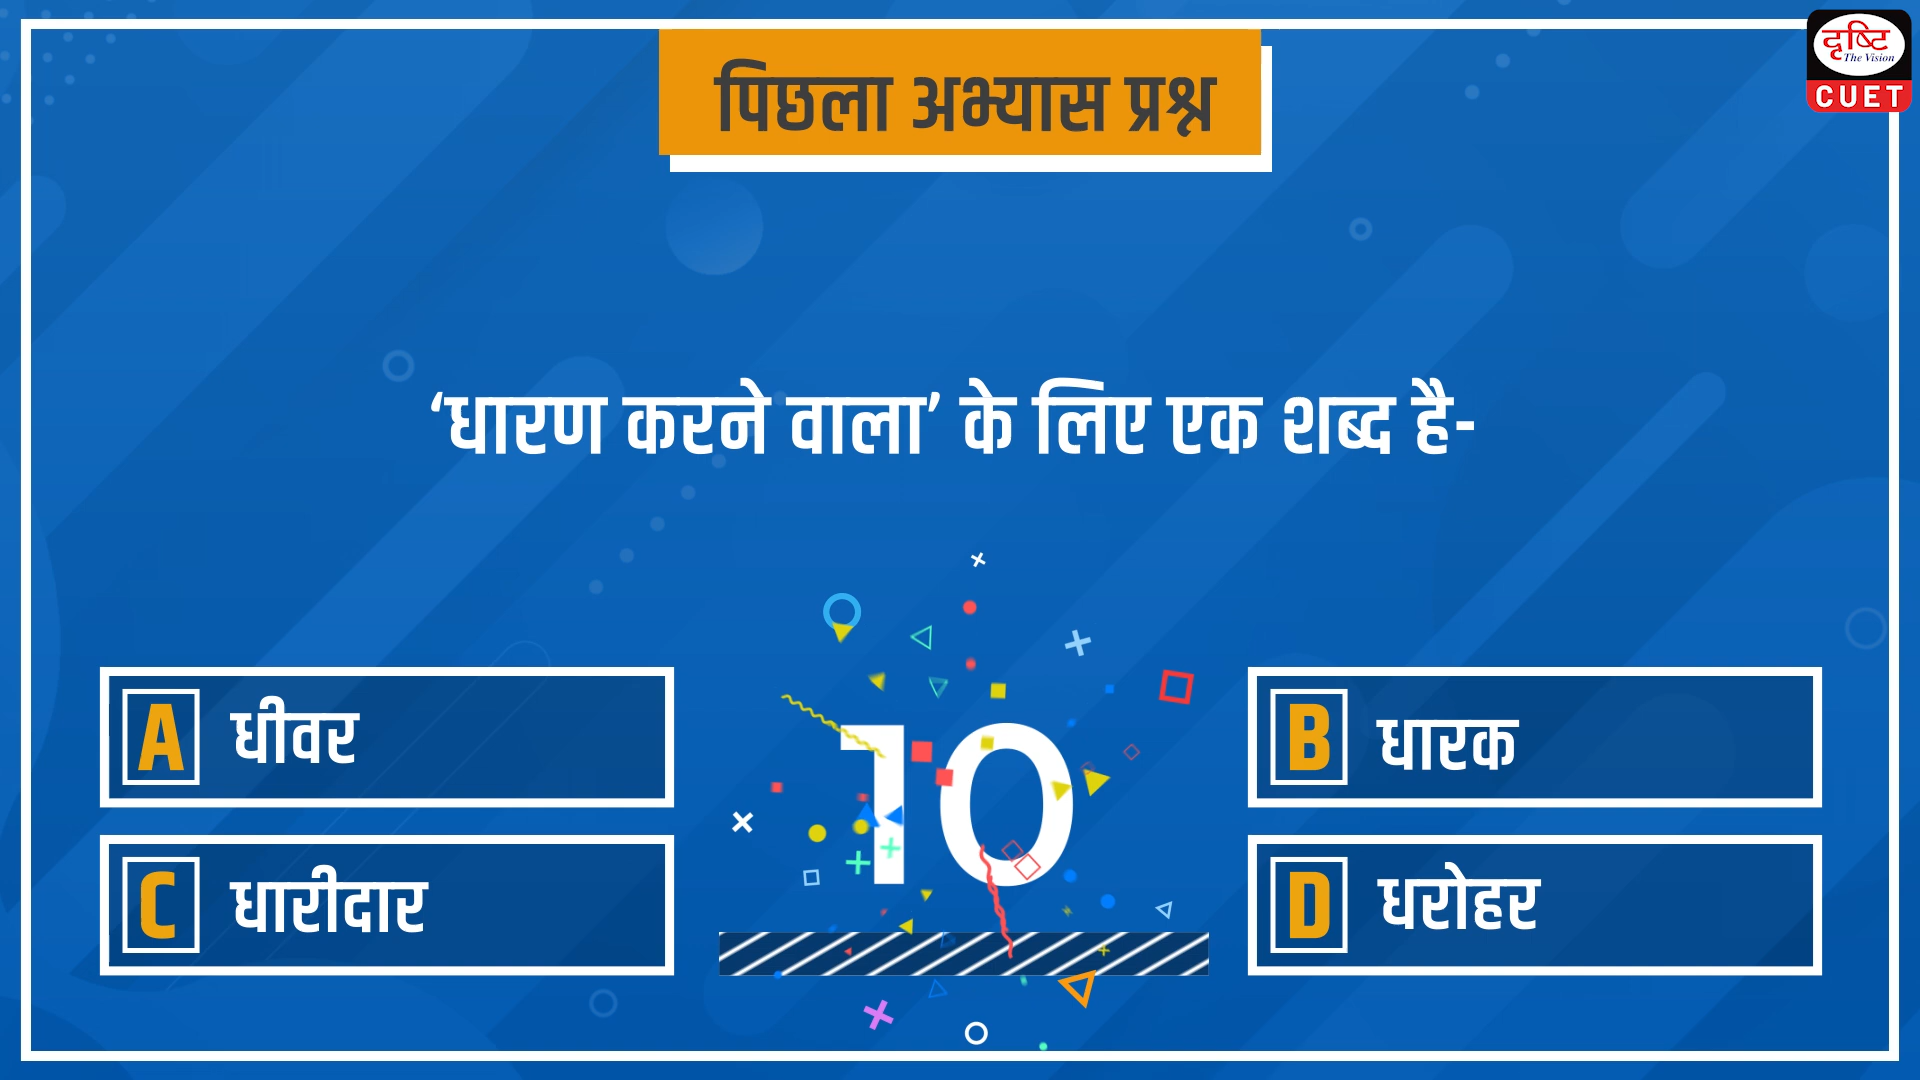 दृष्टि
The Vision
CUET
पिछला अभ्यास प्रश्न
‘धारण करने वाला’ के लिए एक शब्द है-
A धीवर
B धारक
10
C धारीदार
D धरोहर